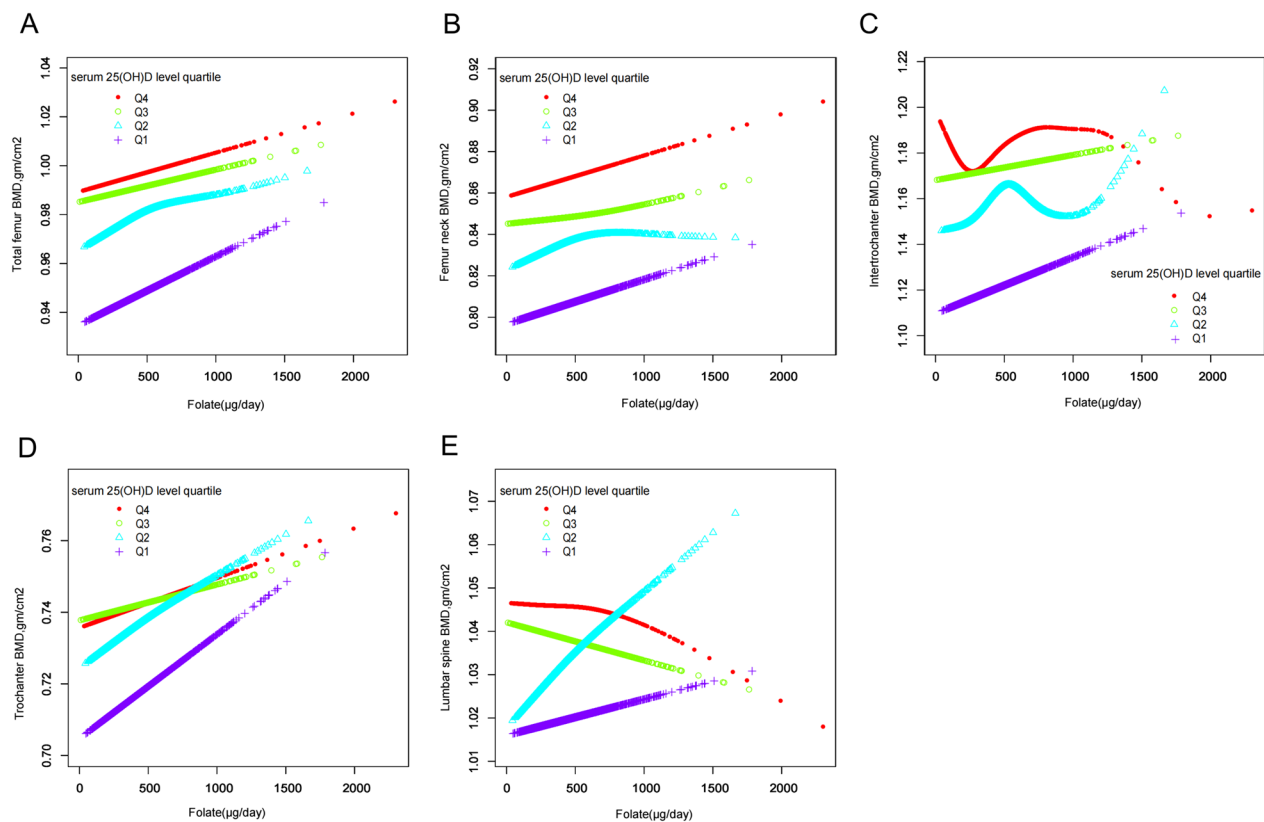 A
serum 25(OH)D level quartile
Q4
Q3
Q2
Q1
Total femur BMD,gm/cm2
0.94
0.96
0.98
1.00
1.02
1.04
0
500
1000
1500
2000
Folate(μg/day)
B
serum 25(OH)D level quartile
Q4
Q3
Q2
Q1
Femur neck BMD,gm/cm2
0.80
0.82
0.84
0.86
0.88
0.90
0.92
0
500
1000
1500
2000
Folate(μg/day)
C
Intertrochanter BMD,gm/cm2
1.10
1.12
1.14
1.16
1.18
1.20
1.22
serum 25(OH)D level quartile
Q4
Q3
Q2
Q1
0
500
1000
1500
2000
Folate(μg/day)
D
serum 25(OH)D level quartile
Q4
Q3
Q2
Q1
Trochanter BMD,gm/cm2
0.70
0.72
0.74
0.76
0
500
1000
1500
2000
Folate(μg/day)
E
serum 25(OH)D level quartile
Q4
Q3
Q2
Q1
Lumbar spine BMD,gm/cm2
1.01
1.02
1.03
1.04
1.05
1.06
1.07
0
500
1000
1500
2000
Folate(μg/day)